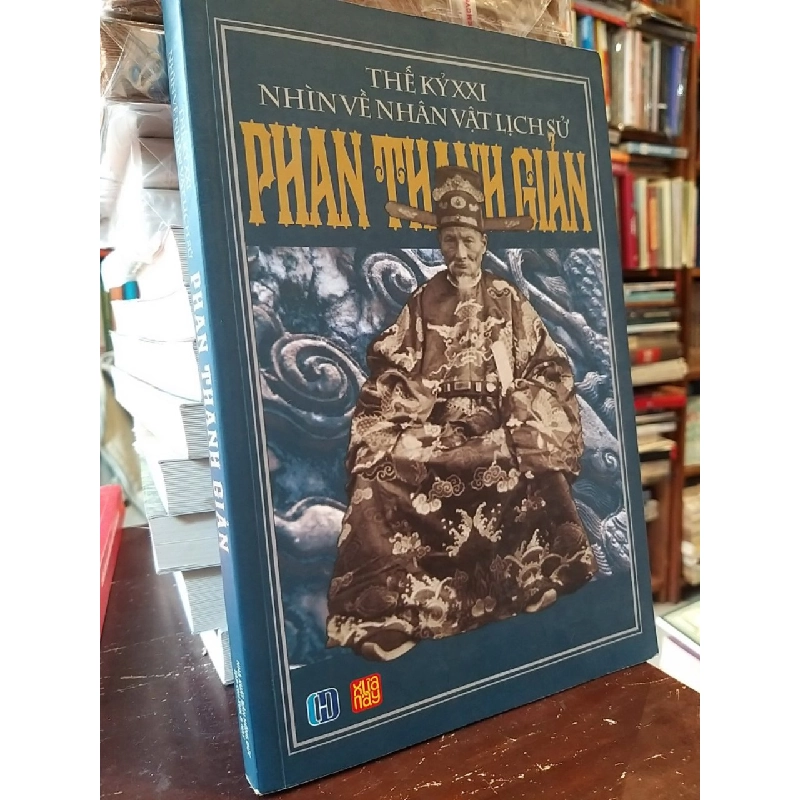 THẾ KỶ XXI
NHÌN VỀ NHÂN VẬT LỊCH SỬ
PHAN THANH GIẢN
PHAN THANH GIẢN
XƯA
NAY